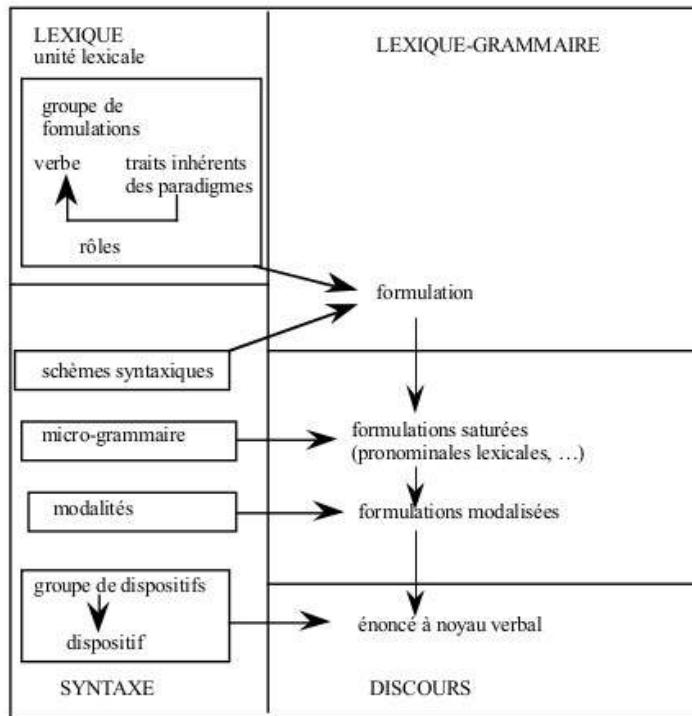 LEXIQUE
unité lexicale
LEXIQUE-GRAMMAIRE
groupe de
fomulations
verbe
traits inhérents
des paradigmes
rôles
formulation
schèmes syntaxiques
micro-grammaire
formulations saturées
(pronominales lexicales, …)
modalités
formulations modalisées
groupe de dispositifs
dispositif
énoncé à noyau verbal
SYNTAXE
DISCOURS